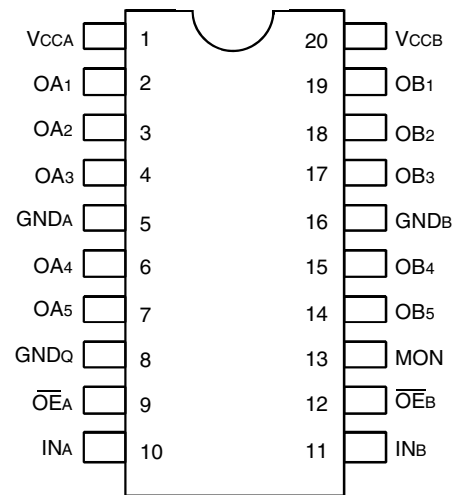 VCCA 1 20 VCCB
OA1 2 19 OB1
OA2 3 18 OB2
OA3 4 17 OB3
GNDA 5 16 GNDB
OA4 6 15 OB4
OA5 7 14 OB5
GNDQ 8 13 MON
O̅E̅A 9 12 O̅E̅B
INA 10 11 INB